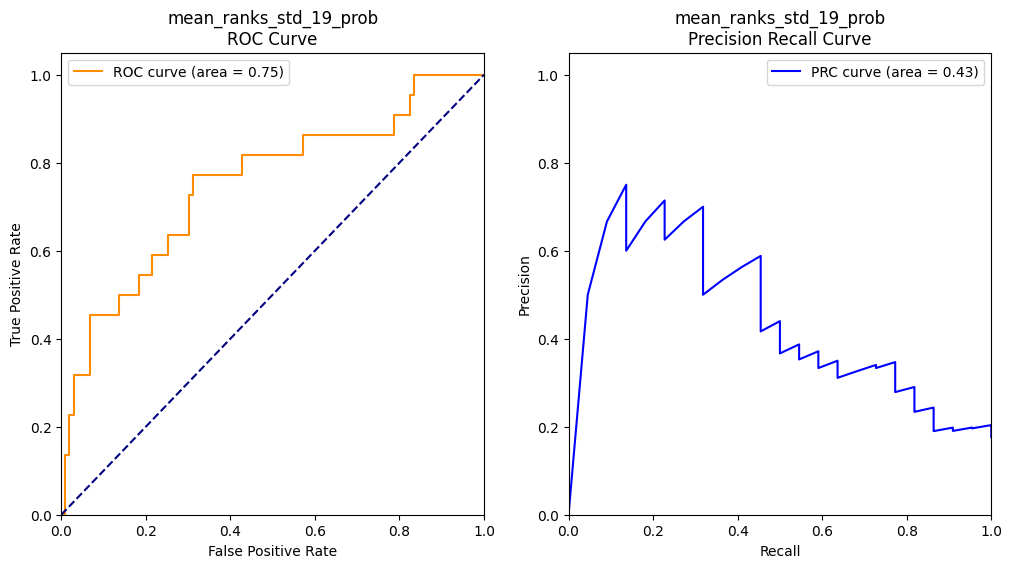 mean_ranks_std_19_prob
ROC Curve
ROC curve (area = 0.75)
1.0
0.8
0.6
0.4
0.2
0.0
True Positive Rate
0.0 0.2 0.4 0.6 0.8 1.0
False Positive Rate
mean_ranks_std_19_prob
Precision Recall Curve
PRC curve (area = 0.43)
1.0
0.8
0.6
0.4
0.2
0.0
Precision
0.0 0.2 0.4 0.6 0.8 1.0
Recall